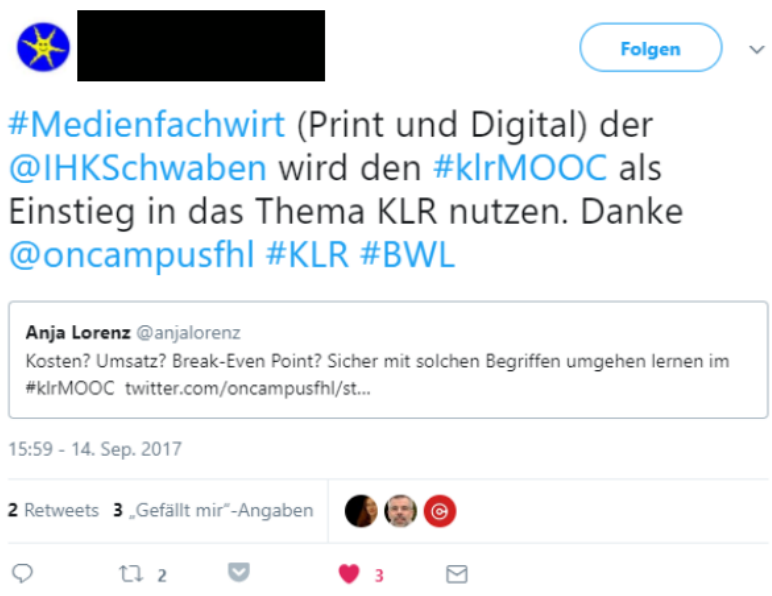 Folgen
#Medienfachwirt (Print und Digital) der
@IHKSchwaben wird den #klrMOOC als
Einstieg in das Thema KLR nutzen. Danke
@oncampusfhl #KLR #BWL
Anja Lorenz @anjalorenz
Kosten? Umsatz? Break-Even Point? Sicher mit solchen Begriffen umgehen lernen im
#klrMOOC twitter.com/oncampusfhl/st...
15:59 - 14. Sep. 2017
2 Retweets 3 „Gefällt mir“-Angaben
2 3